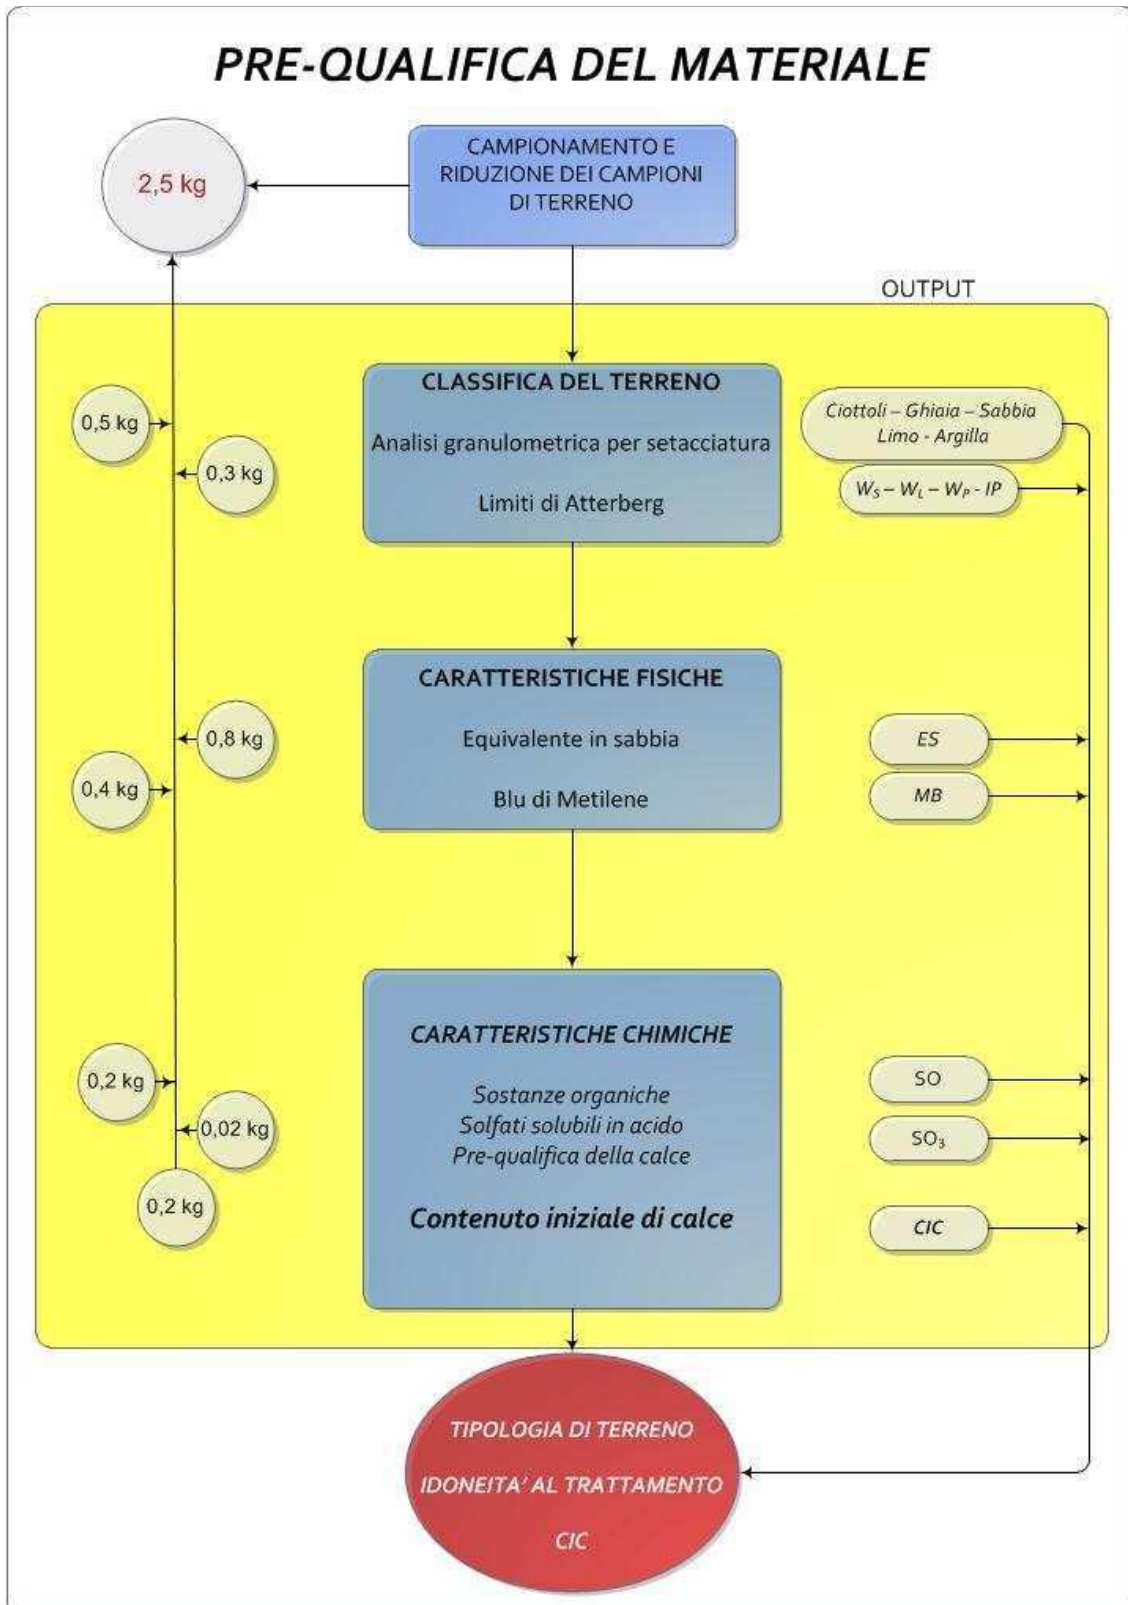 PRE-QUALIFICA DEL MATERIALE
2,5 kg
CAMPIONAMENTO E
RIDUZIONE DEI CAMPIONI
DI TERRENO
OUTPUT
0,5 kg
0,3 kg
CLASSIFICA DEL TERRENO
Analisi granulometrica per setacciatura
Limiti di Atterberg
Ciottoli – Ghiaia – Sabbia
Limo - Argilla
WS – WL – WP - IP
0,8 kg
0,4 kg
CARATTERISTICHE FISICHE
Equivalente in sabbia
Blu di Metilene
ES
MB
0,2 kg
0,02 kg
0,2 kg
CARATTERISTICHE CHIMICHE
Sostanze organiche
Solfati solubili in acido
Pre-qualifica della calce
Contenuto iniziale di calce
SO
SO3
CIC
TIPOLOGIA DI TERRENO
IDONEITA' AL TRATTAMENTO
CIC